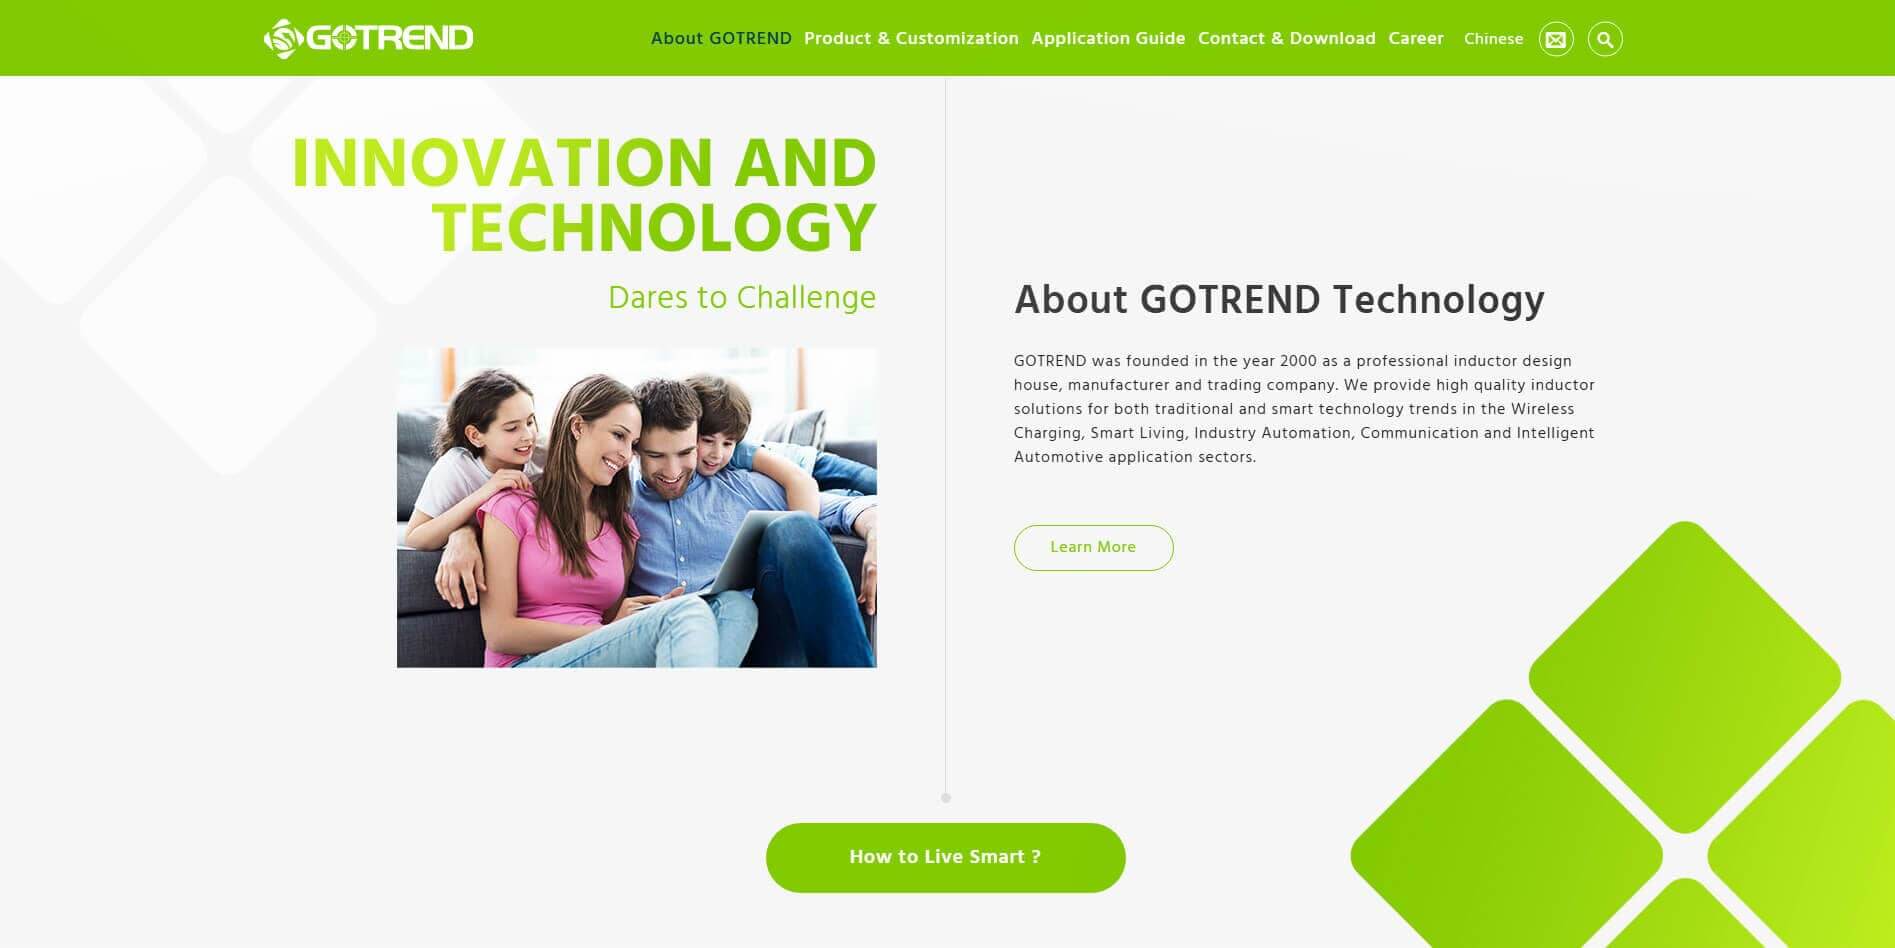 GOTREND
About GOTREND Product & Customization Application Guide Contact & Download Career Chinese
INNOVATION AND
TECHNOLOGY
Dares to Challenge
About GOTREND Technology
GOTREND was founded in the year 2000 as a professional inductor design
house, manufacturer and trading company. We provide high quality inductor
solutions for both traditional and smart technology trends in the Wireless
Charging, Smart Living, Industry Automation, Communication and Intelligent
Automotive application sectors.
Learn More
How to Live Smart ?